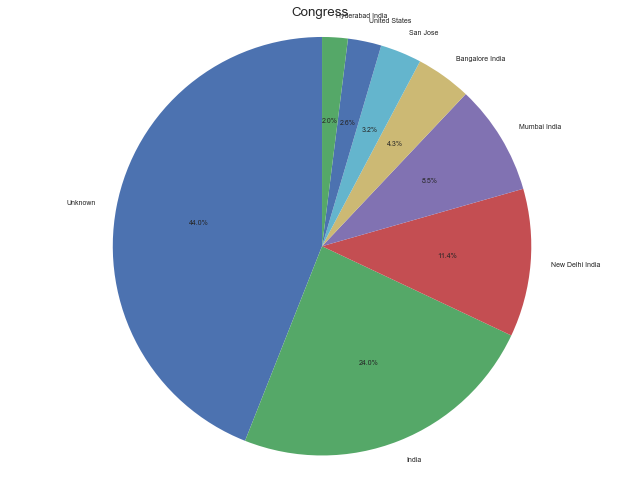 Congress
Hyderabad India
United States
San Jose
Bangalore India
Mumbai India
New Delhi India
India
Unknown
2.0%
2.6%
3.2%
4.3%
8.5%
11.4%
24.0%
44.0%